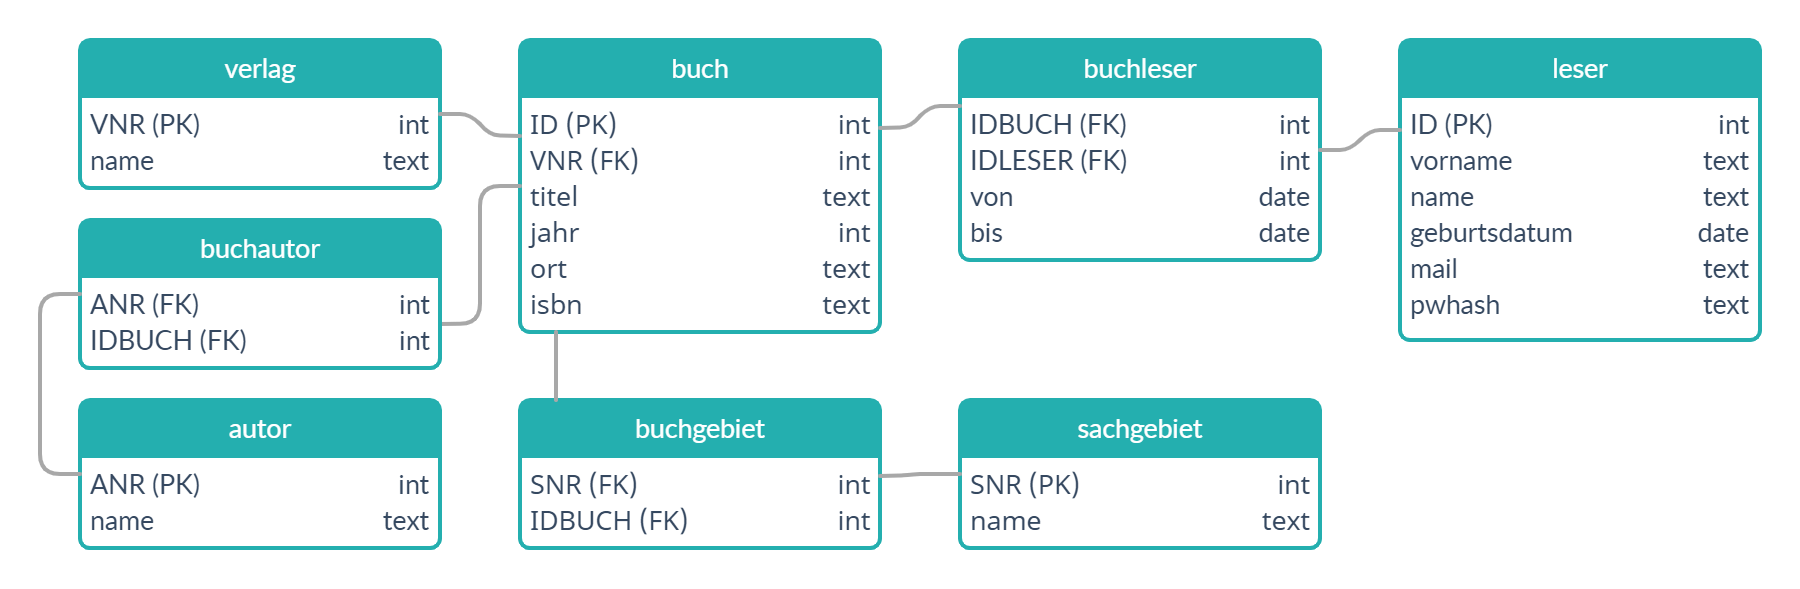 verlag
VNR (PK) int
name text
buchautor
ANR (FK) int
IDBUCH (FK) int
autor
ANR (PK) int
name text
buch
ID (PK) int
VNR (FK) int
titel text
jahr int
ort text
isbn text
buchgebiet
SNR (FK) int
IDBUCH (FK) int
buchleser
IDBUCH (FK) int
IDLESER (FK) int
von date
bis date
sachgebiet
SNR (PK) int
name text
leser
ID (PK) int
vorname text
name text
geburtsdatum date
mail text
pwhash text